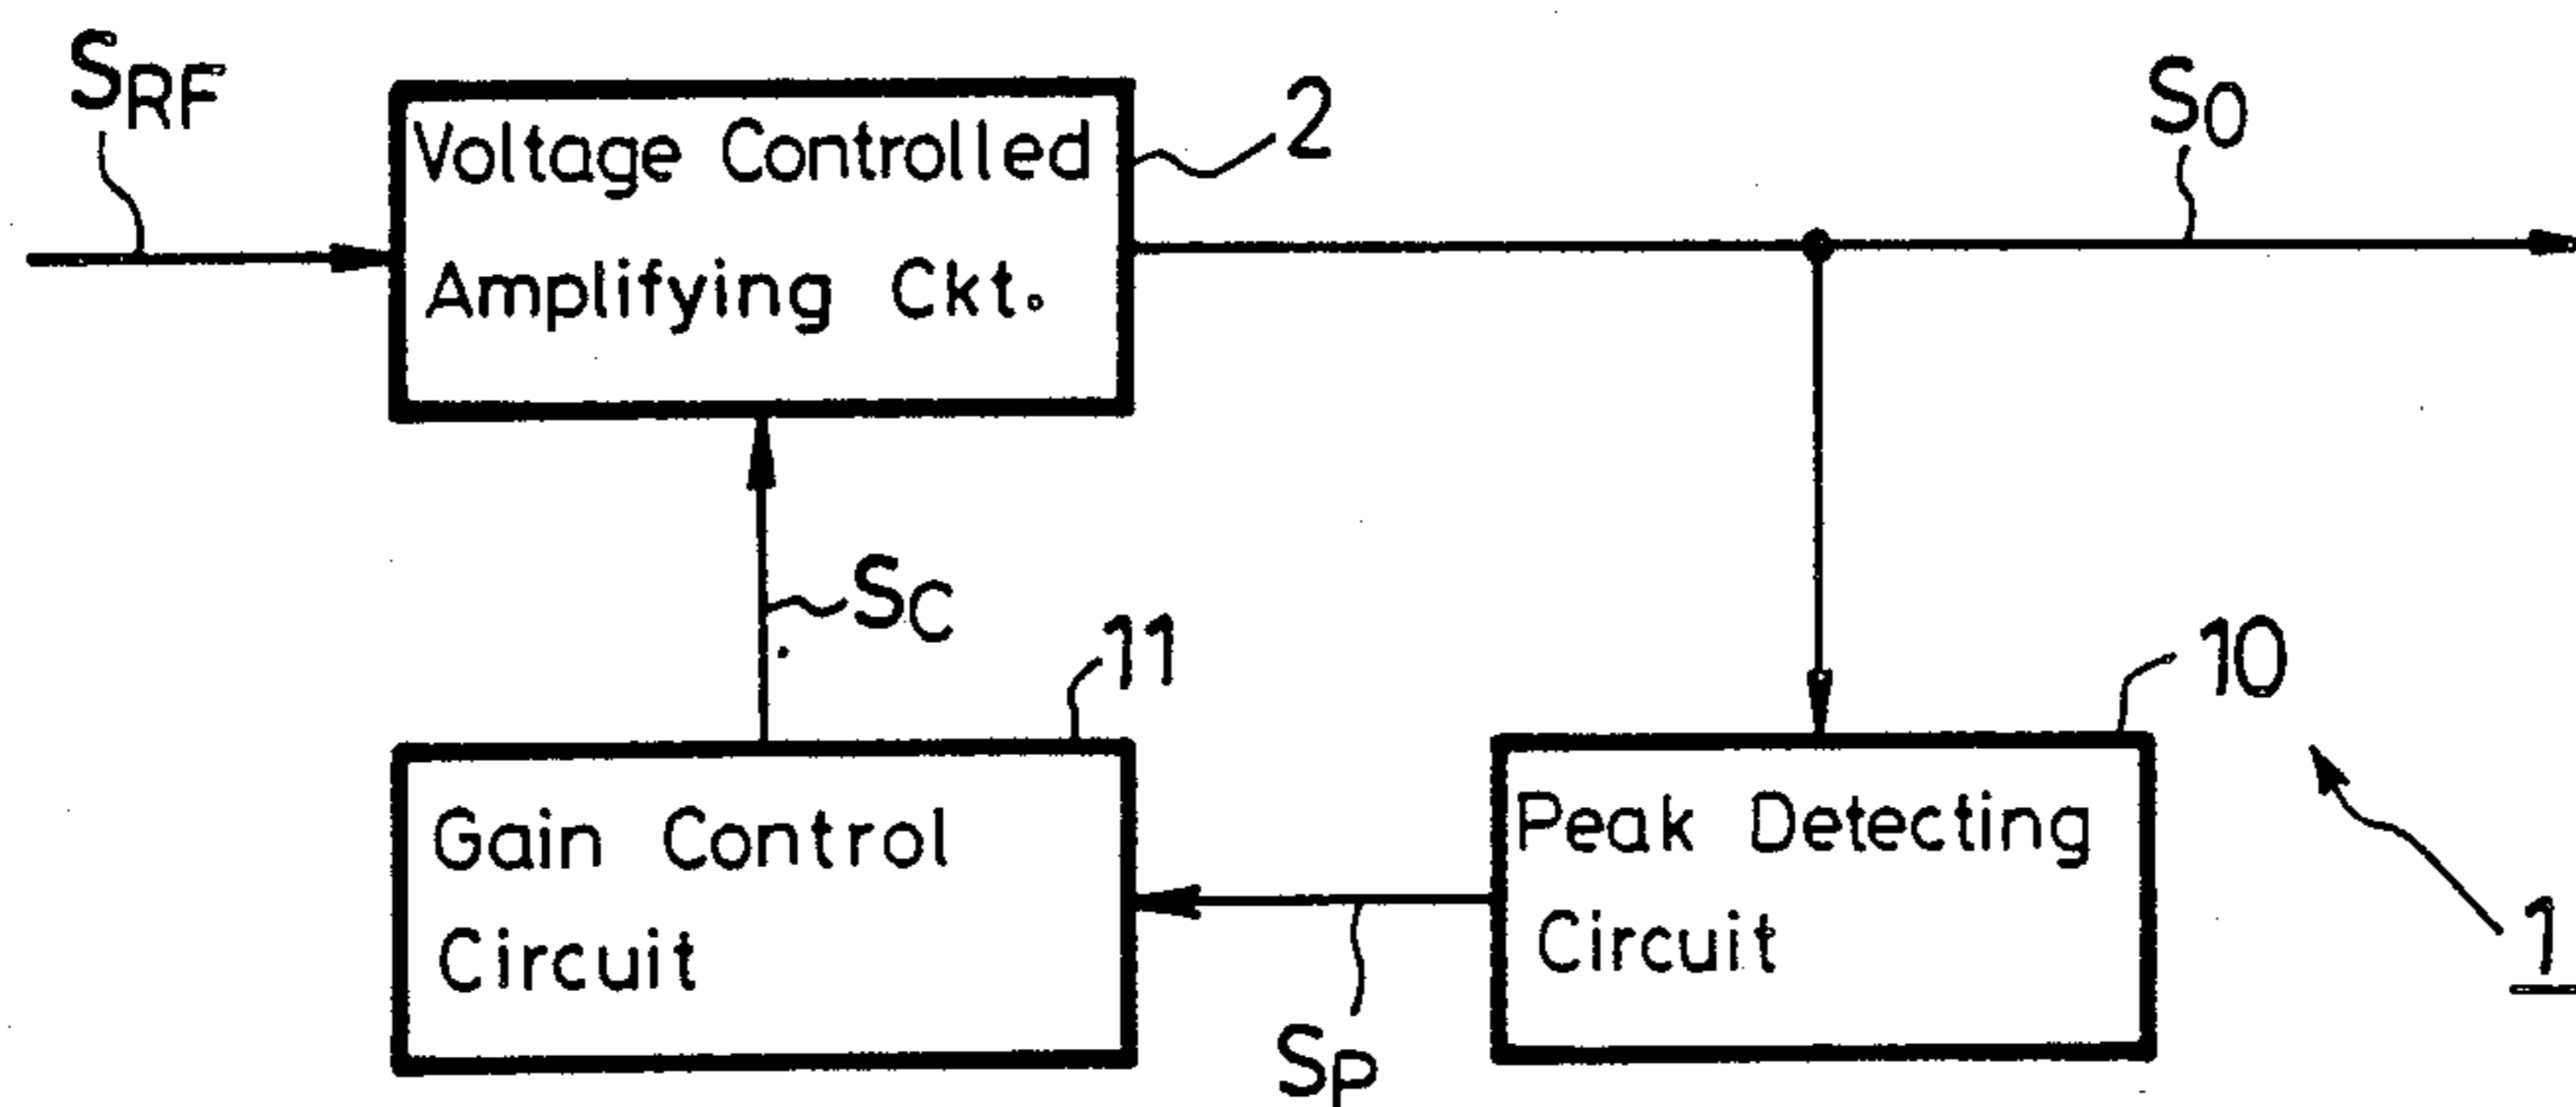 SRF
Voltage Controlled
Amplifying Ckt.
2
SO
SC
11
10
Gain Control
Circuit
Peak Detecting
Circuit
SP
1